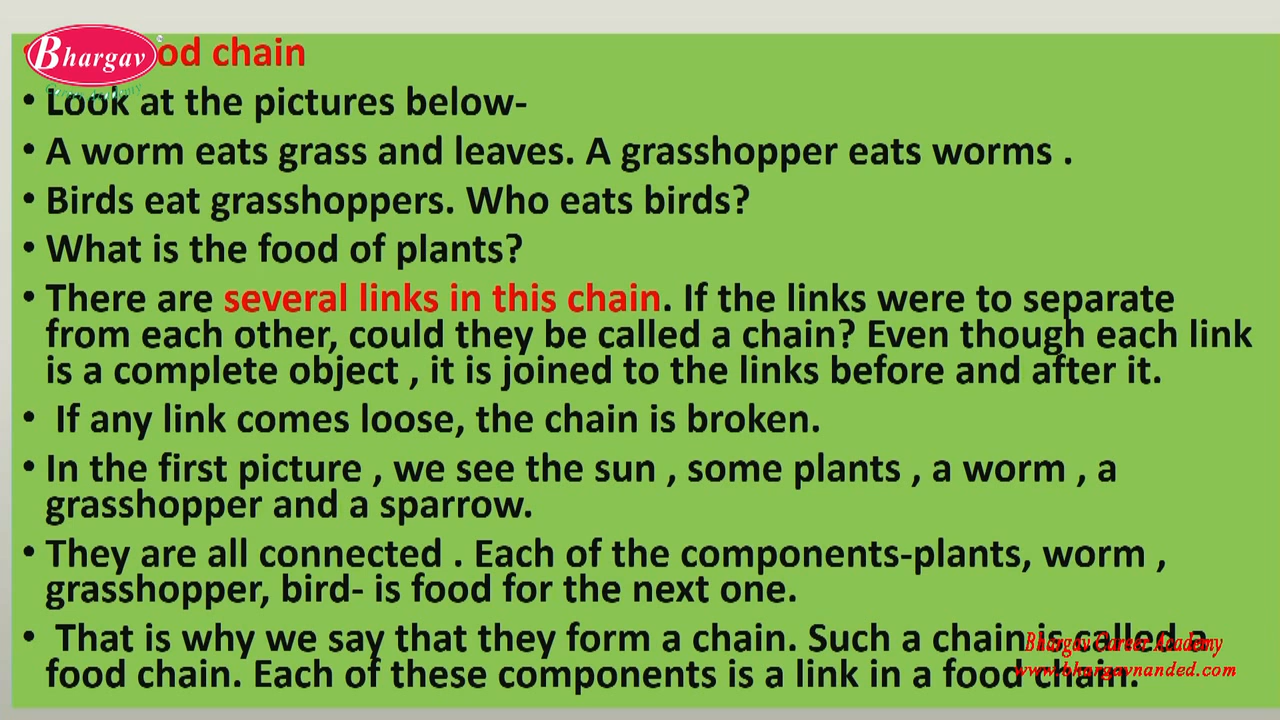 Bhargav
Career Academy
od chain
• Look at the pictures below-
• A worm eats grass and leaves. A grasshopper eats worms .
• Birds eat grasshoppers. Who eats birds?
• What is the food of plants?
• There are several links in this chain. If the links were to separate
from each other, could they be called a chain? Even though each link
is a complete object , it is joined to the links before and after it.
• If any link comes loose, the chain is broken.
• In the first picture , we see the sun , some plants , a worm , a
grasshopper and a sparrow.
• They are all connected . Each of the components-plants, worm ,
grasshopper, bird- is food for the next one.
• That is why we say that they form a chain. Such a chain is called a
food chain. Each of these components is a link in a food chain.
Bhargav Career Academy
www.bhargavnanded.com